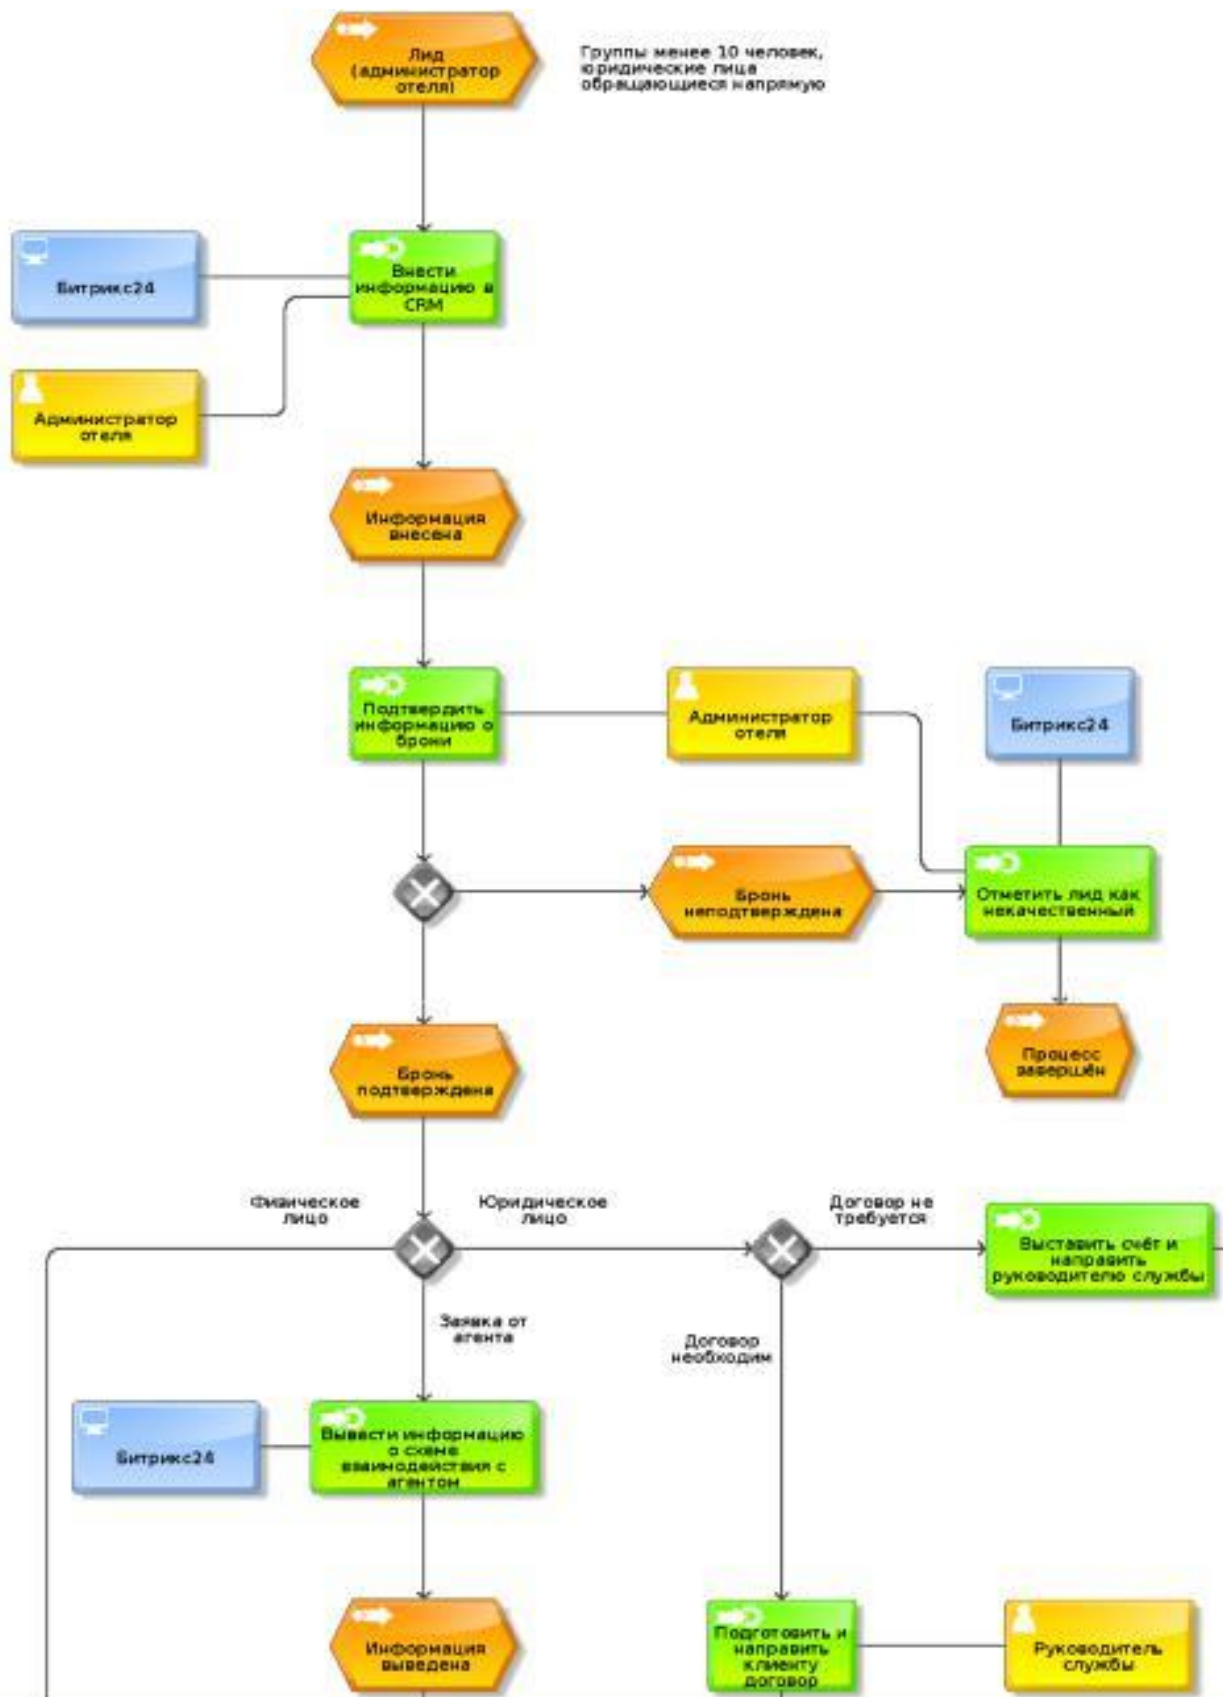 Лид
(администратор
отеля)
Группы менее 10 человек,
юридические лица
обращающиеся напрямую
Битрикс24
Внести
информацию в
CRM
Администратор
отеля
Информация
внесена
Подтвердить
информацию о
брони
Администратор
отеля
Битрикс24
Бронь
неподтверждена
Отметить лид как
некачественный
Бронь
подтверждена
Процесс
завершён
Физическое
лицо
Юридическое
лицо
Договор не
требуется
Выставить счёт и
направить
руководителю службы
Заявка от
агента
Договор
необходим
Битрикс24
Вывести информацию
о схеме
взаимодействия с
агентом
Информация
выведена
Подготовить и
направить
клиенту
договор
Руководитель
службы